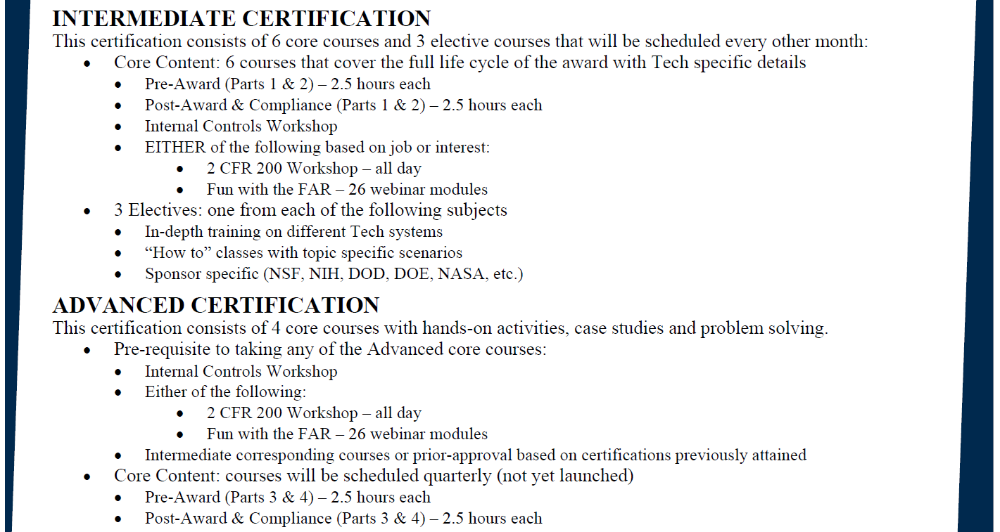 INTERMEDIATE CERTIFICATION
This certification consists of 6 core courses and 3 elective courses that will be scheduled every other month:
• Core Content: 6 courses that cover the full life cycle of the award with Tech specific details
• Pre-Award (Parts 1 & 2) – 2.5 hours each
• Post-Award & Compliance (Parts 1 & 2) – 2.5 hours each
• Internal Controls Workshop
• EITHER of the following based on job or interest:
• 2 CFR 200 Workshop – all day
• Fun with the FAR – 26 webinar modules
• 3 Electives: one from each of the following subjects
• In-depth training on different Tech systems
• “How to” classes with topic specific scenarios
• Sponsor specific (NSF, NIH, DOD, DOE, NASA, etc.)
ADVANCED CERTIFICATION
This certification consists of 4 core courses with hands-on activities, case studies and problem solving.
• Pre-requisite to taking any of the Advanced core courses:
• Internal Controls Workshop
• Either of the following:
• 2 CFR 200 Workshop – all day
• Fun with the FAR – 26 webinar modules
• Intermediate corresponding courses or prior-approval based on certifications previously attained
• Core Content: courses will be scheduled quarterly (not yet launched)
• Pre-Award (Parts 3 & 4) – 2.5 hours each
• Post-Award & Compliance (Parts 3 & 4) – 2.5 hours each